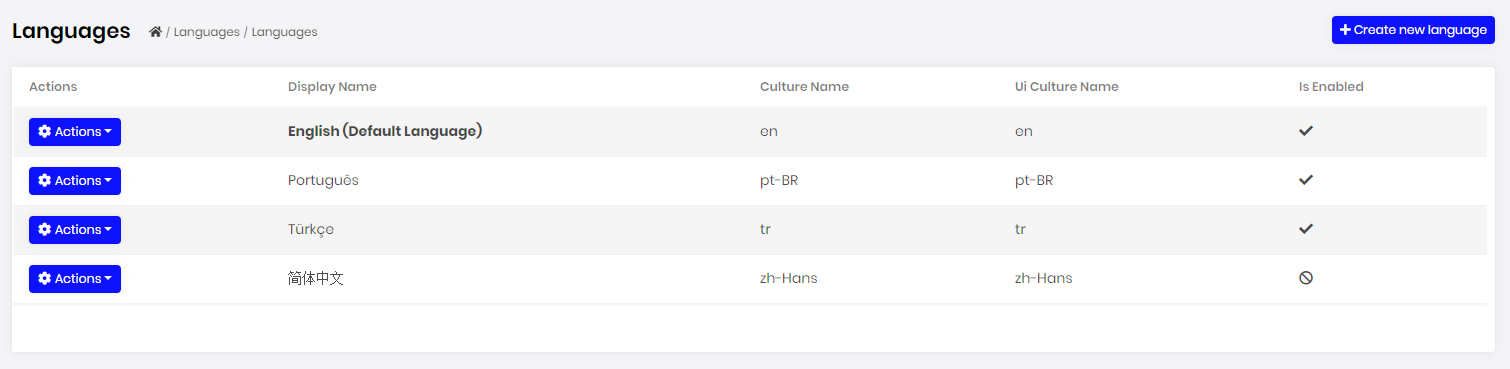 Languages / Languages / Languages
Create new language
Actions Display Name Culture Name Ui Culture Name Is Enabled
Actions English (Default Language) en en
Actions Português pt-BR pt-BR
Actions Türkçe tr tr
Actions 简体中文 zh-Hans zh-Hans